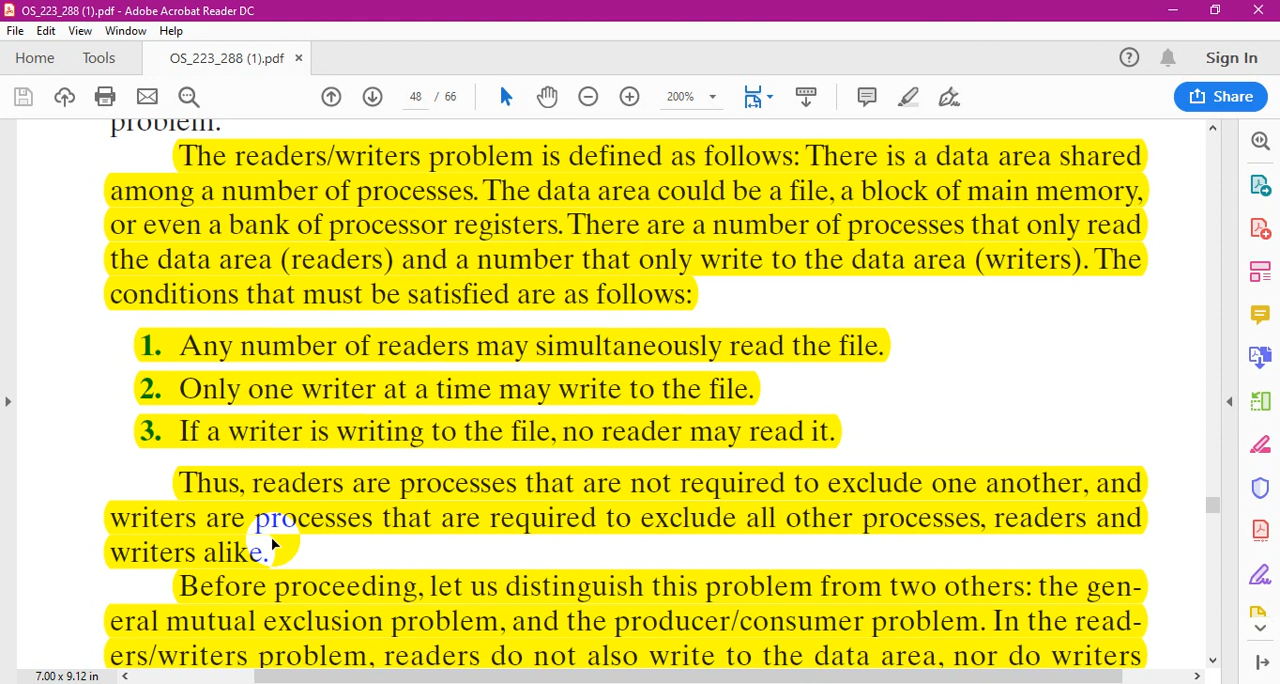 OS_223_288 (1).pdf - Adobe Acrobat Reader DC
File Edit View Window Help
Home Tools OS_223_288 (1).pdf × Sign In
48 / 66 200% Share
problem.
The readers/writers problem is defined as follows: There is a data area shared
among a number of processes. The data area could be a file, a block of main memory,
or even a bank of processor registers. There are a number of processes that only read
the data area (readers) and a number that only write to the data area (writers). The
conditions that must be satisfied are as follows:
1. Any number of readers may simultaneously read the file.
2. Only one writer at a time may write to the file.
3. If a writer is writing to the file, no reader may read it.
Thus, readers are processes that are not required to exclude one another, and
writers are processes that are required to exclude all other processes, readers and
writers alike.
Before proceeding, let us distinguish this problem from two others: the gen-
eral mutual exclusion problem, and the producer/consumer problem. In the read-
ers/writers problem, readers do not also write to the data area, nor do writers
7.00 x 9.12 in